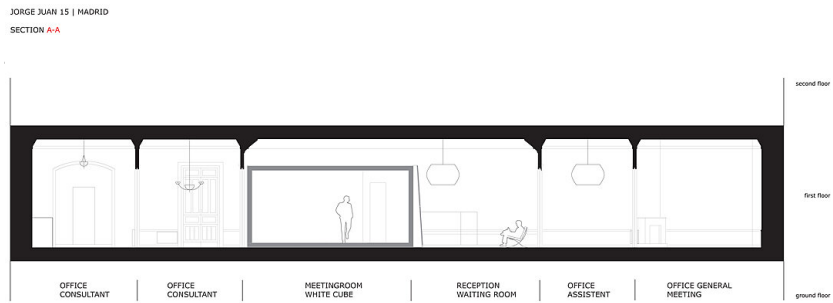 JORGE JUAN 15 | MADRID
SECTION A-A
second floor
first floor
OFFICE
CONSULTANT
OFFICE
CONSULTANT
MEETINGROOM
WHITE CUBE
RECEPTION
WAITING ROOM
OFFICE
ASSISTENT
OFFICE GENERAL
MEETING
ground floor